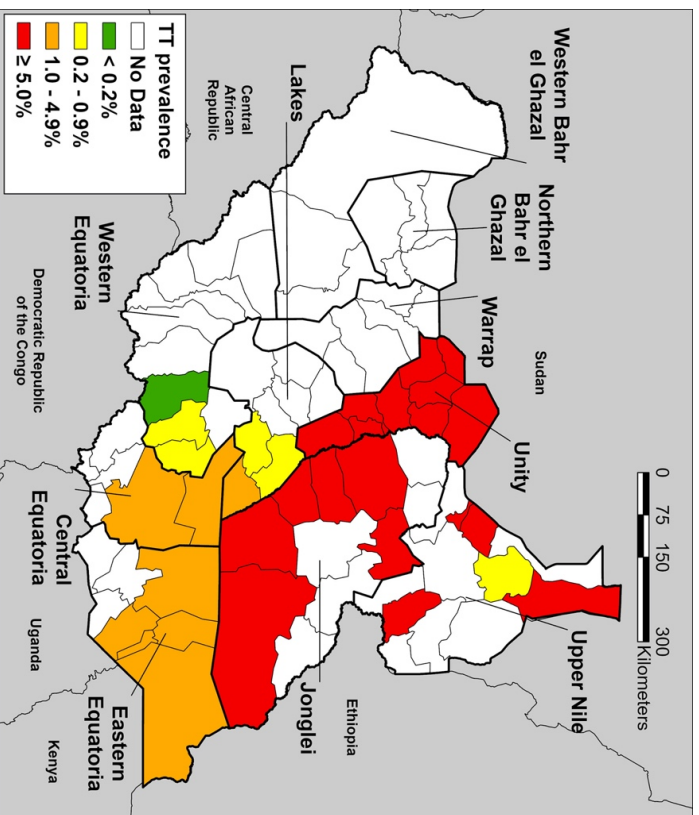 Western Bahr
el Ghazal
Northern
Bahr el
Ghazal
Warrap
Sudan
Unity
0
75
150
300
Kilometers
Upper Nile
Lakes
Central
African
Republic
Western
Equatoria
Democratic Republic
of the Congo
Central
Equatoria
Uganda
Eastern
Equatoria
Kenya
Jonglei
Ethiopia
TT prevalence
No Data
< 0.2%
0.2 - 0.9%
1.0 - 4.9%
≥ 5.0%